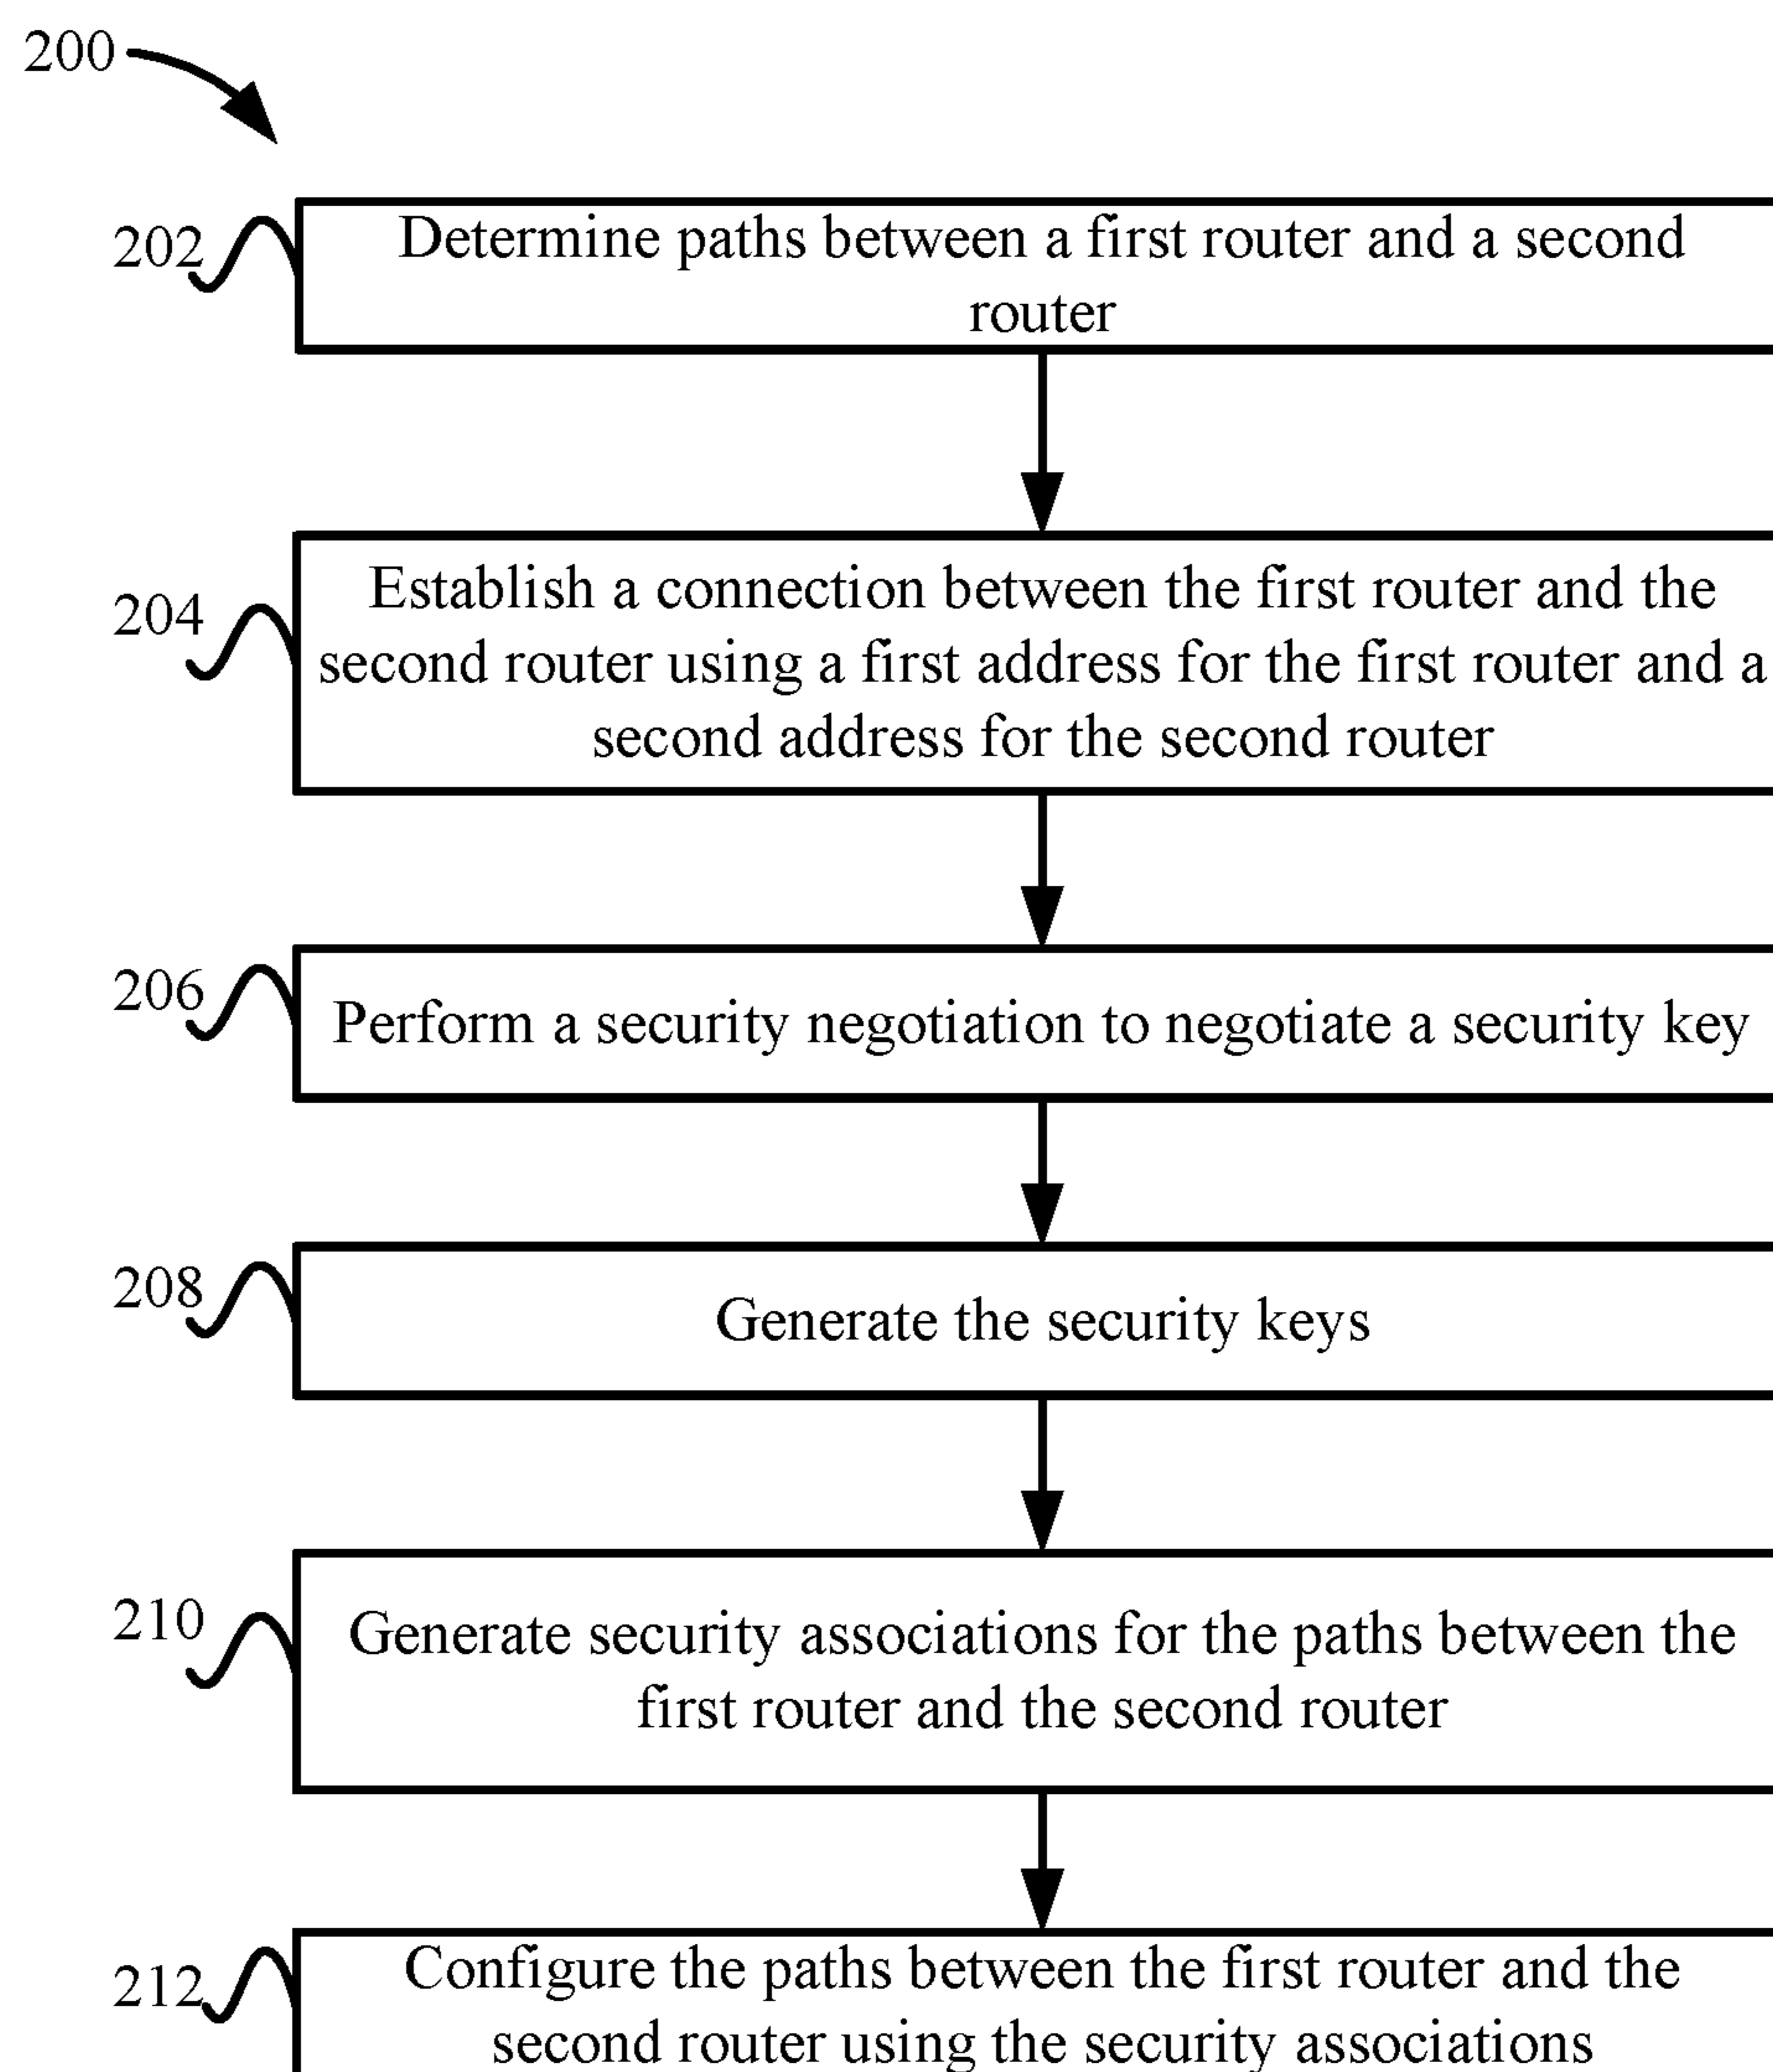 200
202
Determine paths between a first router and a second
router
204
Establish a connection between the first router and the
second router using a first address for the first router and a
second address for the second router
206
Perform a security negotiation to negotiate a security key
208
Generate the security keys
210
Generate security associations for the paths between the
first router and the second router
212
Configure the paths between the first router and the
second router using the security associations